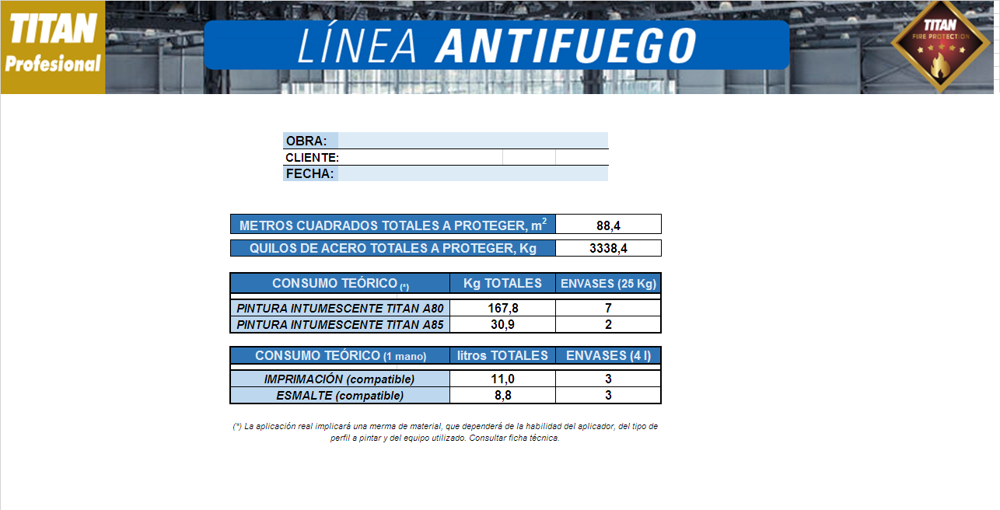 TITAN
Profesional
LÍNEA ANTIFUEGO
TITAN
FIRE PROTECTION
OBRA:
CLIENTE:
FECHA:
METROS CUADRADOS TOTALES A PROTEGER, m² 88,4
QUILOS DE ACERO TOTALES A PROTEGER, Kg 3338,4
CONSUMO TEÓRICO (*) Kg TOTALES ENVASES (25 Kg)
PINTURA INTUMESCENTE TITAN A80 167,8 7
PINTURA INTUMESCENTE TITAN A85 30,9 2
CONSUMO TEÓRICO (1 mano) litros TOTALES ENVASES (4 l)
IMPRIMACIÓN (compatible) 11,0 3
ESMALTE (compatible) 8,8 3
(*) La aplicación real implicará una merma de material, que dependerá de la habilidad del aplicador, del tipo de
perfil a pintar y del equipo utilizado. Consultar ficha técnica.